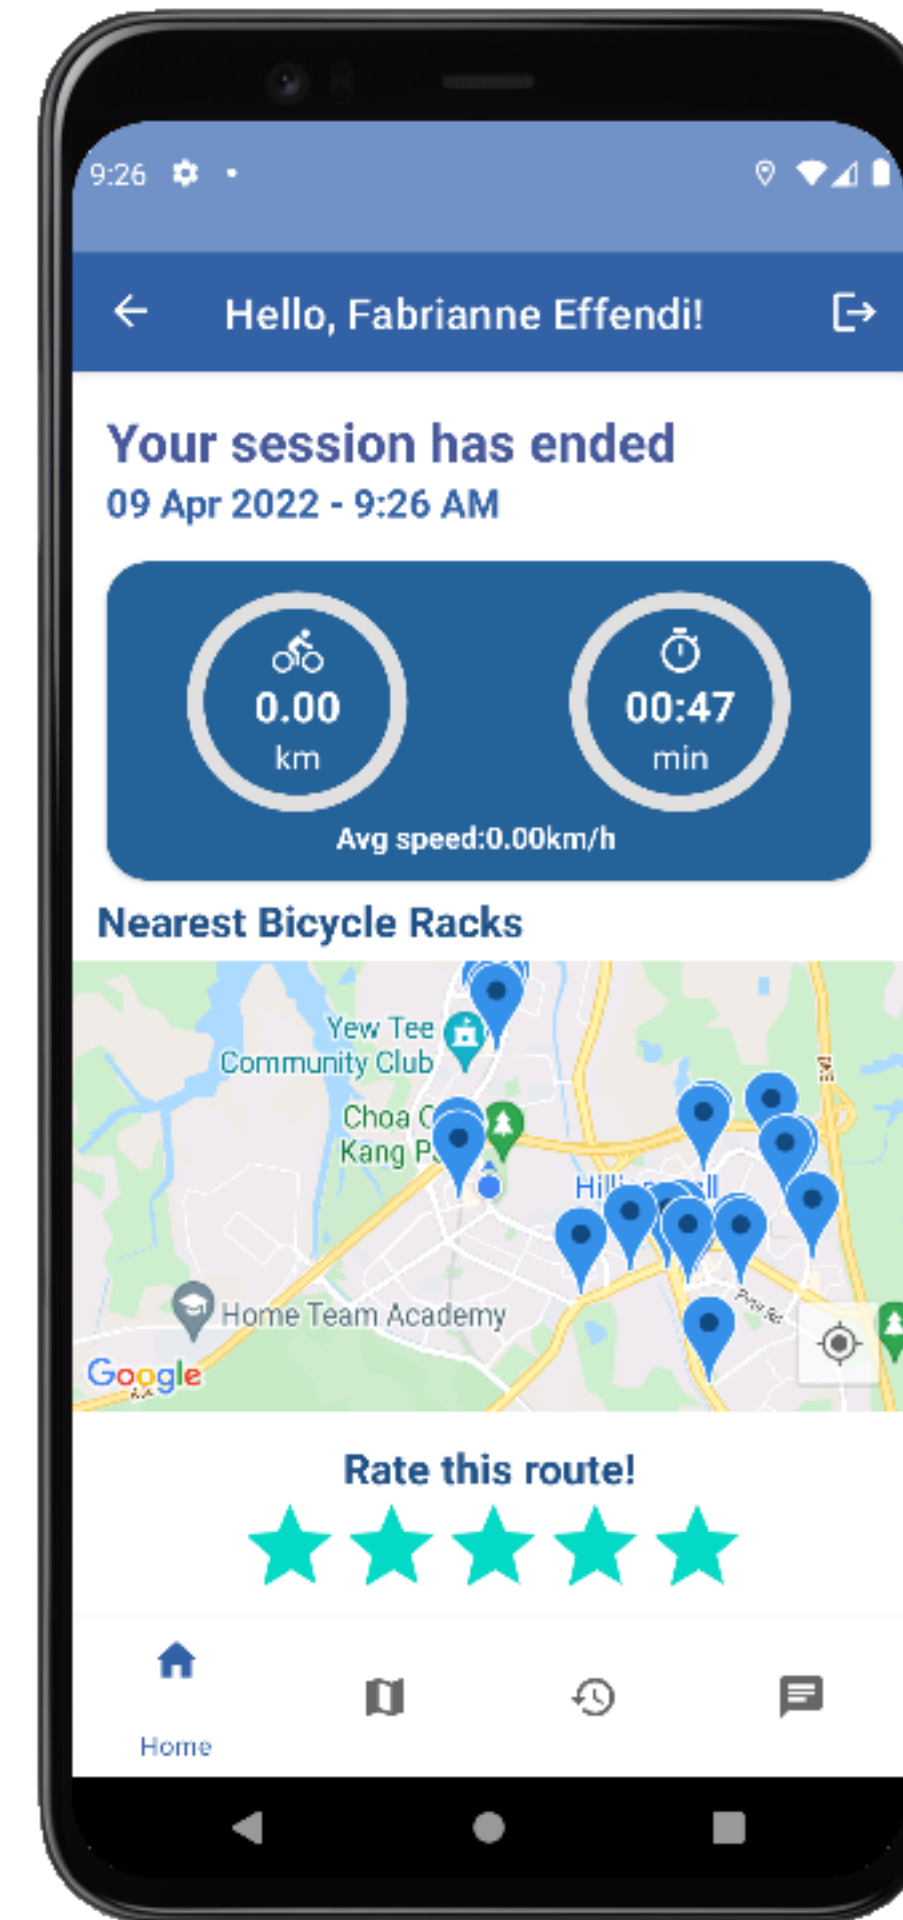 9:26
Hello, Fabrianne Effendi!
Your session has ended
09 Apr 2022 - 9:26 AM
0.00
km
00:47
min
Avg speed:0.00km/h
Nearest Bicycle Racks
Yew Tee
Community Club
Choa C
Kang P
Hill
ll
Home Team Academy
Google
Rate this route!
Home